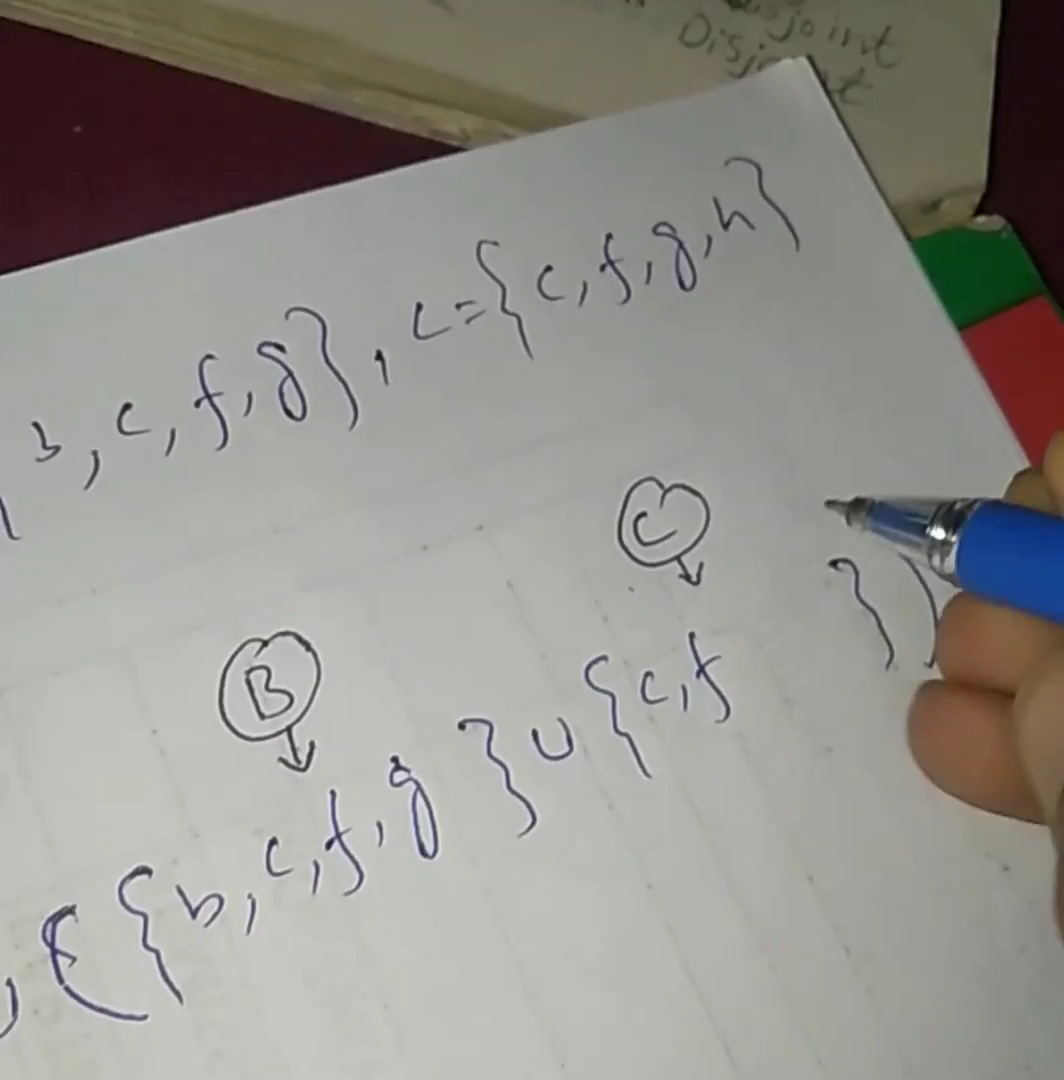 Disjoint
b, c, f, g}, C={c, f, g, h}
B C
({b, c, f, g } ∪ {c, f })